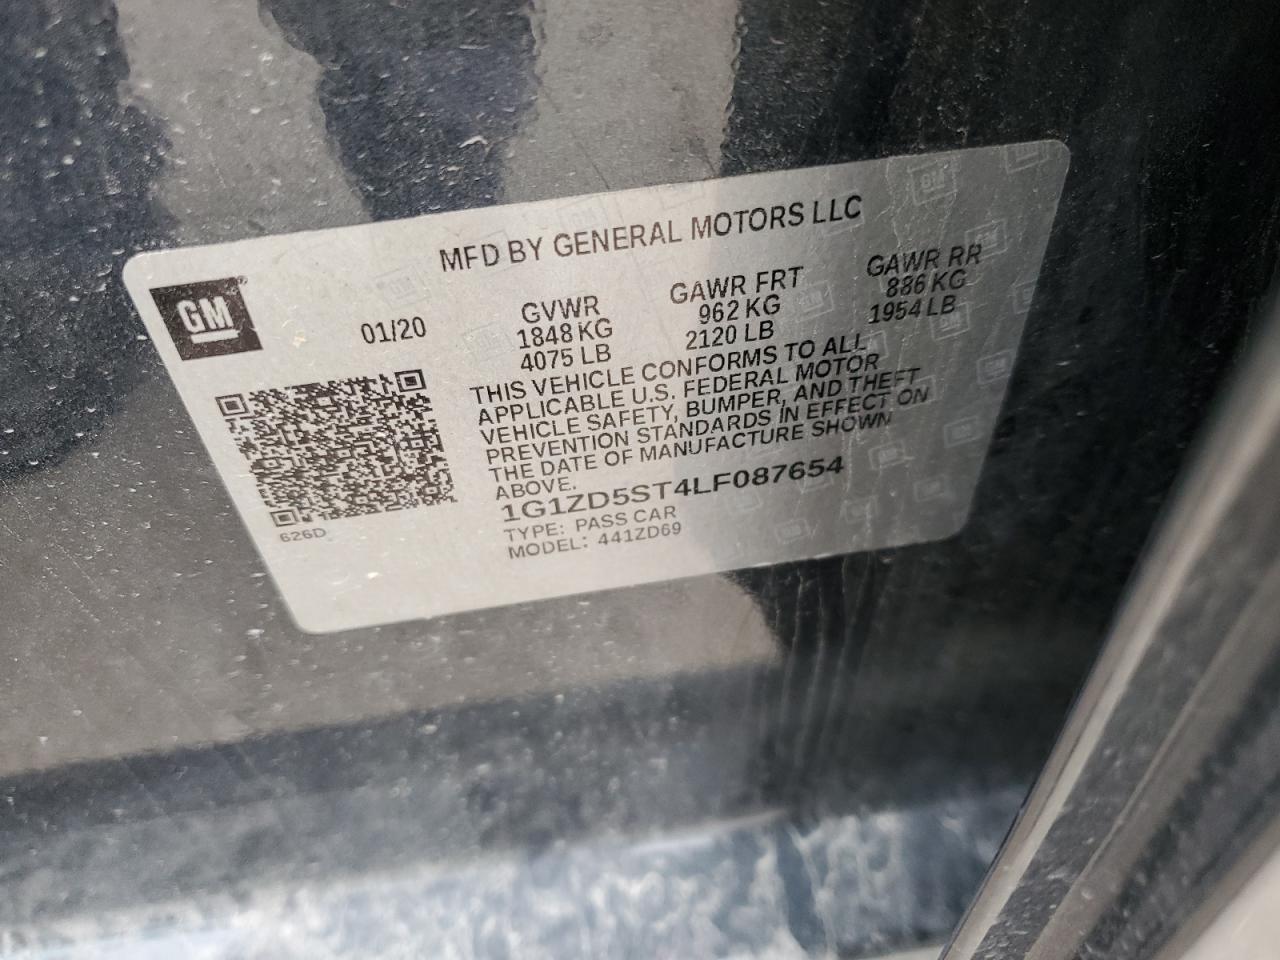 MFD BY GENERAL MOTORS LLC
GM
01/20
GVWR
1848 KG
4075 LB
GAWR FRT
962 KG
2120 LB
GAWR RR
886 KG
1954 LB
THIS VEHICLE CONFORMS TO ALL
APPLICABLE U.S. FEDERAL MOTOR
VEHICLE SAFETY, BUMPER, AND THEFT
PREVENTION STANDARDS IN EFFECT ON
THE DATE OF MANUFACTURE SHOWN
ABOVE.
1G1ZD5ST4LF087654
TYPE: PASS CAR
MODEL: 441ZD69
626D